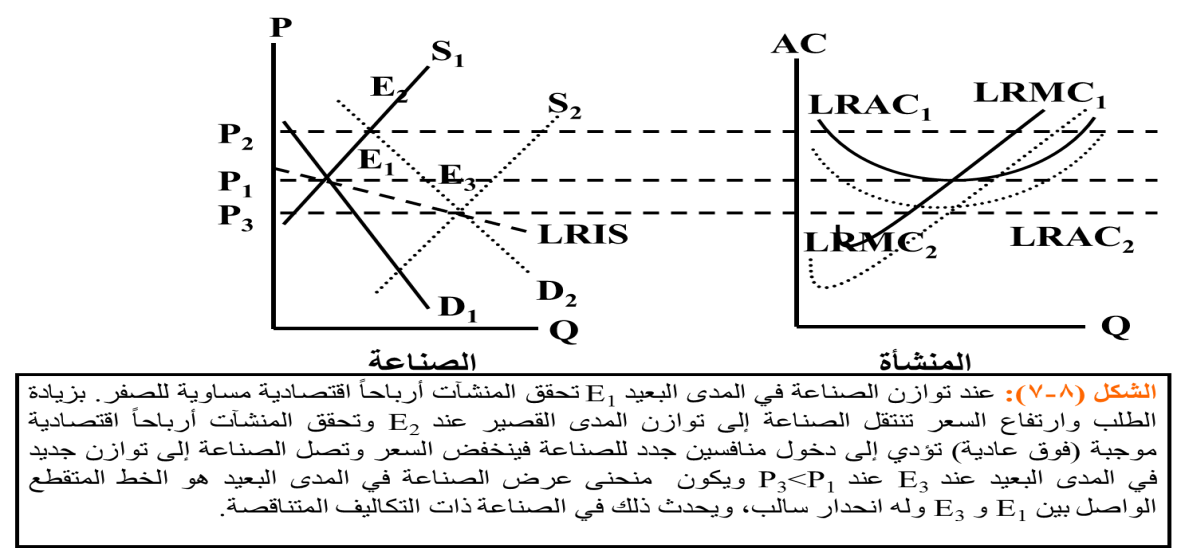 P
S₁
E₂
S₂
P₂
E₁
P₁
E₃
P₃
LRIS
D₂
D₁
Q
الصناعة
AC
LRAC₁
LRMC₁
LRMC₂
LRAC₂
Q
المنشأة
الشكل (٨-٧): عند توازن الصناعة في المدى البعيد E₁ تحقق المنشآت أرباحاً اقتصادية مساوية للصفر. بزيادة
الطلب وارتفاع السعر تنتقل الصناعة إلى توازن المدى القصير عند E₂ وتحقق المنشآت أرباحاً اقتصادية
موجبة (فوق عادية) تؤدي إلى دخول منافسين جدد للصناعة فينخفض السعر وتصل الصناعة إلى توازن جديد
في المدى البعيد عند E₃ عند P₃<P₁ ويكون منحنى عرض الصناعة في المدى البعيد هو الخط المتقطع
الواصل بين E₁ و E₃ وله انحدار سالب، ويحدث ذلك في الصناعة ذات التكاليف المتناقصة.